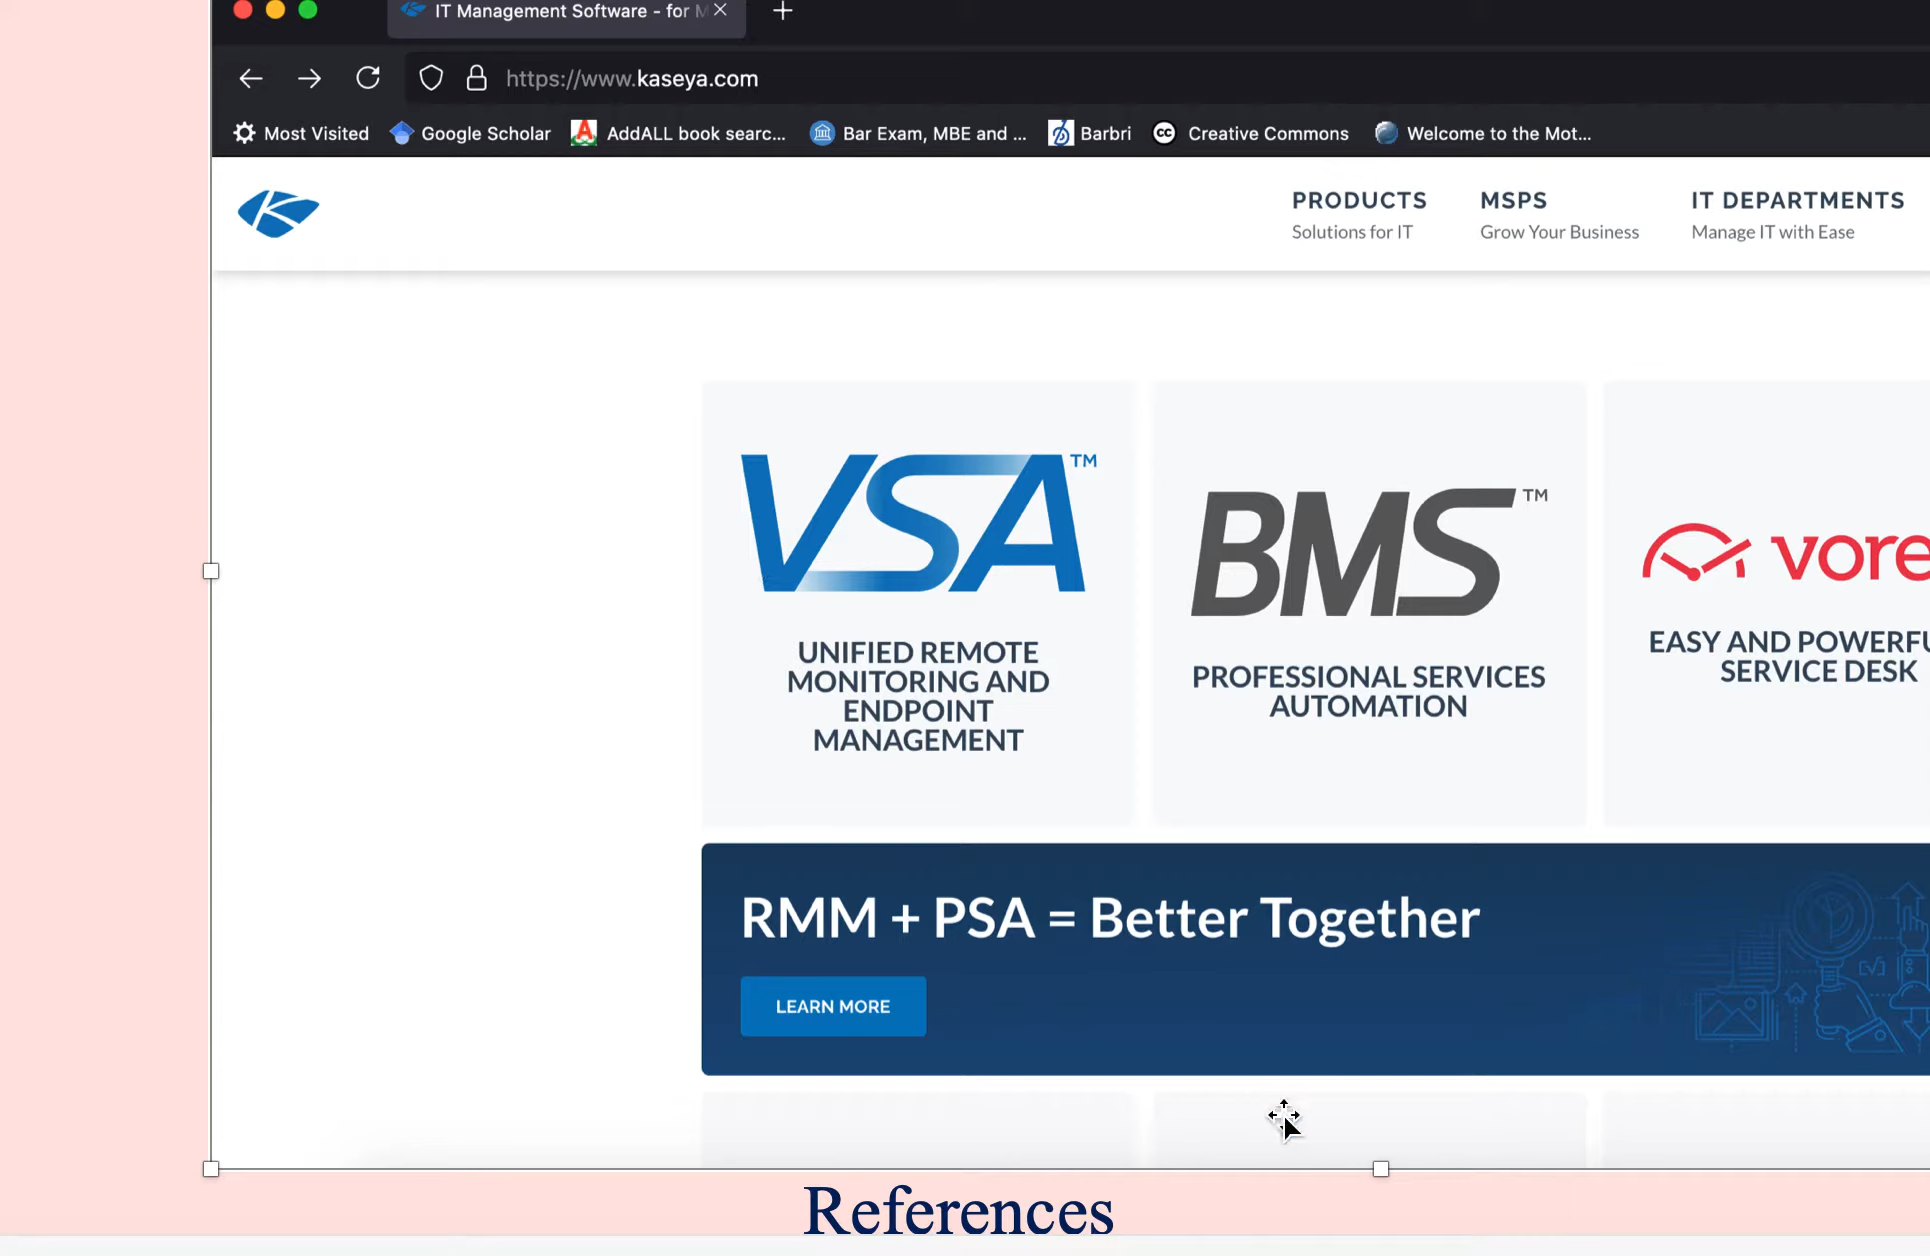 IT Management Software - for M
https://www.kaseya.com
Most Visited Google Scholar AddALL book searc... Bar Exam, MBE and ... Barbri Creative Commons Welcome to the Mot...
PRODUCTS MSPS IT DEPARTMENTS
Solutions for IT Grow Your Business Manage IT with Ease
VSA™
UNIFIED REMOTE
MONITORING AND
ENDPOINT
MANAGEMENT
BMS™
PROFESSIONAL SERVICES
AUTOMATION
vore
EASY AND POWERFU
SERVICE DESK
RMM + PSA = Better Together
LEARN MORE
References